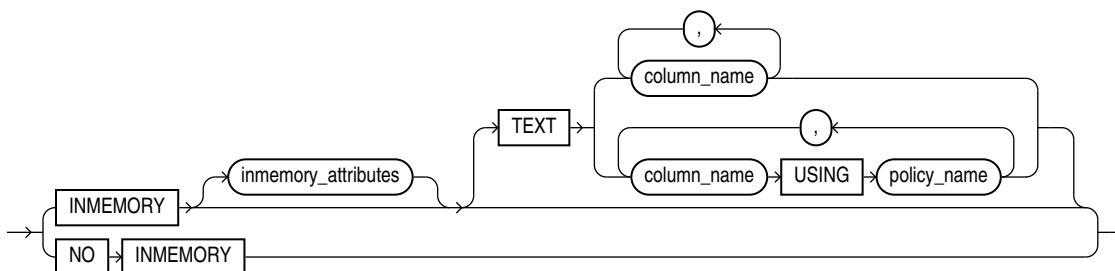 ,
column_name
TEXT
,
inmemory_attributes
column_name USING policy_name
INMEMORY
NO INMEMORY